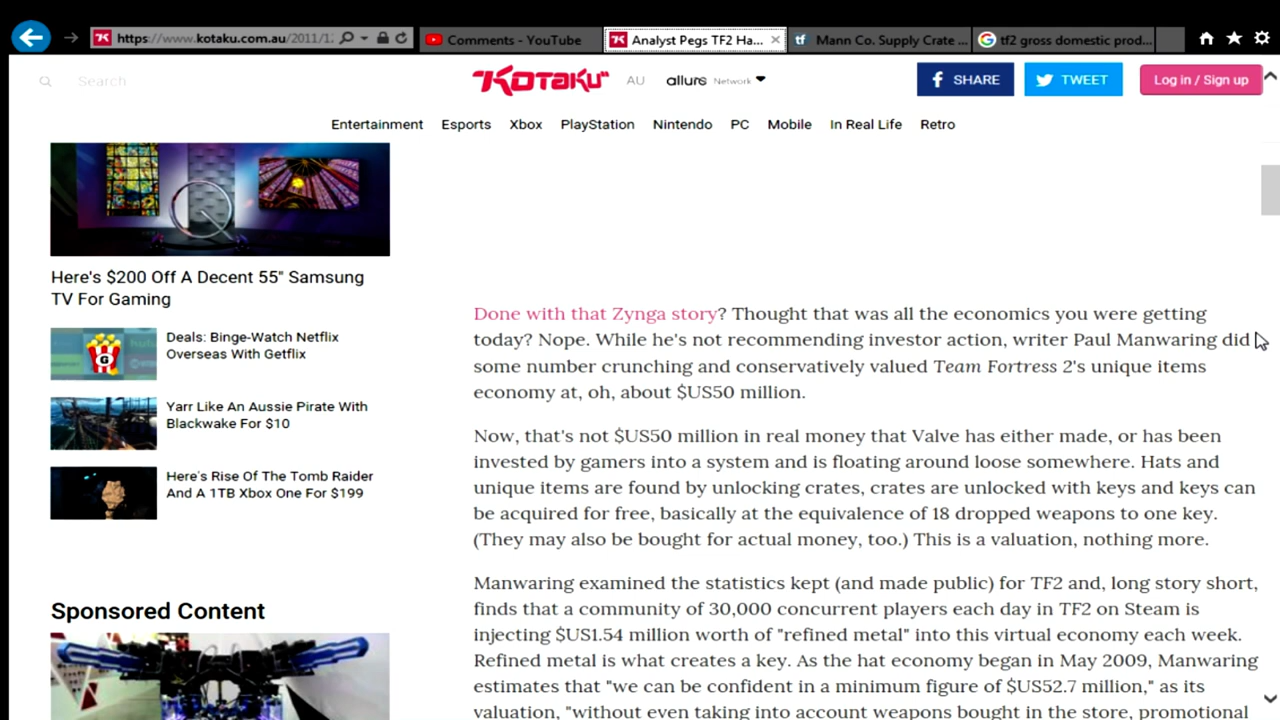 https://www.kotaku.com.au/2011/1
Comments - YouTube
Analyst Pegs TF2 Ha...
Mann Co. Supply Crate ...
tf2 gross domestic prod...
Search
KOTAKU
AU
allure Network
SHARE
TWEET
Log in / Sign up
Entertainment
Esports
Xbox
PlayStation
Nintendo
PC
Mobile
In Real Life
Retro
Here's $200 Off A Decent 55" Samsung
TV For Gaming
Deals: Binge-Watch Netflix
Overseas With Getflix
Yarr Like An Aussie Pirate With
Blackwake For $10
Here's Rise Of The Tomb Raider
And A 1TB Xbox One For $199
Sponsored Content
Done with that Zynga story? Thought that was all the economics you were getting
today? Nope. While he's not recommending investor action, writer Paul Manwaring did
some number crunching and conservatively valued Team Fortress 2's unique items
economy at, oh, about $US50 million.
Now, that's not $US50 million in real money that Valve has either made, or has been
invested by gamers into a system and is floating around loose somewhere. Hats and
unique items are found by unlocking crates, crates are unlocked with keys and keys can
be acquired for free, basically at the equivalence of 18 dropped weapons to one key.
(They may also be bought for actual money, too.) This is a valuation, nothing more.
Manwaring examined the statistics kept (and made public) for TF2 and, long story short,
finds that a community of 30,000 concurrent players each day in TF2 on Steam is
injecting $US1.54 million worth of "refined metal" into this virtual economy each week.
Refined metal is what creates a key. As the hat economy began in May 2009, Manwaring
estimates that "we can be confident in a minimum figure of $US52.7 million," as its
valuation, "without even taking into account weapons bought in the store, promotional